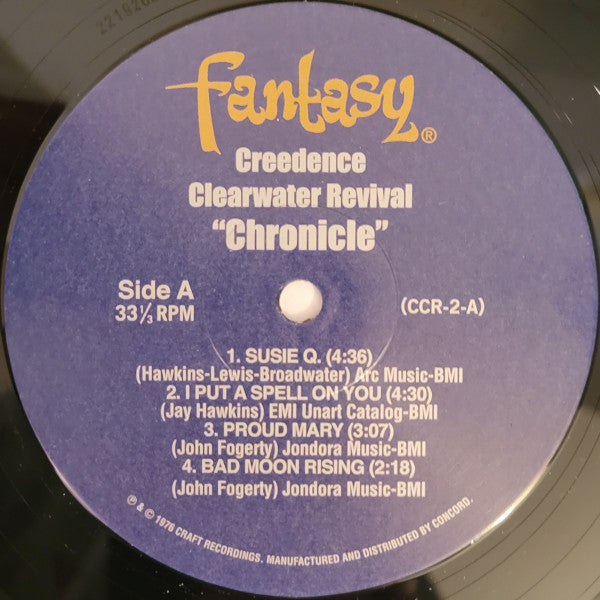 fantasy®
Creedence
Clearwater Revival
“Chronicle”
Side A
33⅓ RPM
(CCR-2-A)
1. SUSIE Q. (4:36)
(Hawkins-Lewis-Broadwater) Arc Music-BMI
2. I PUT A SPELL ON YOU (4:30)
(Jay Hawkins) EMI Unart Catalog-BMI
3. PROUD MARY (3:07)
(John Fogerty) Jondora Music-BMI
4. BAD MOON RISING (2:18)
(John Fogerty) Jondora Music-BMI
℗ & © 1976 CRAFT RECORDINGS. MANUFACTURED AND DISTRIBUTED BY CONCORD.